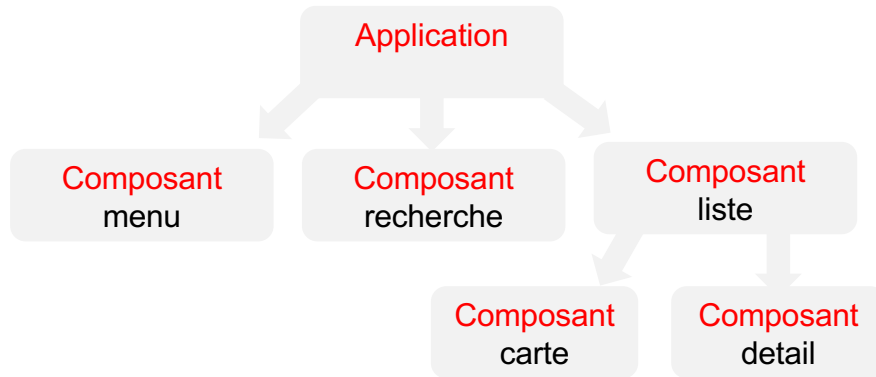 Application
Composant
menu
Composant
recherche
Composant
liste
Composant
carte
Composant
detail